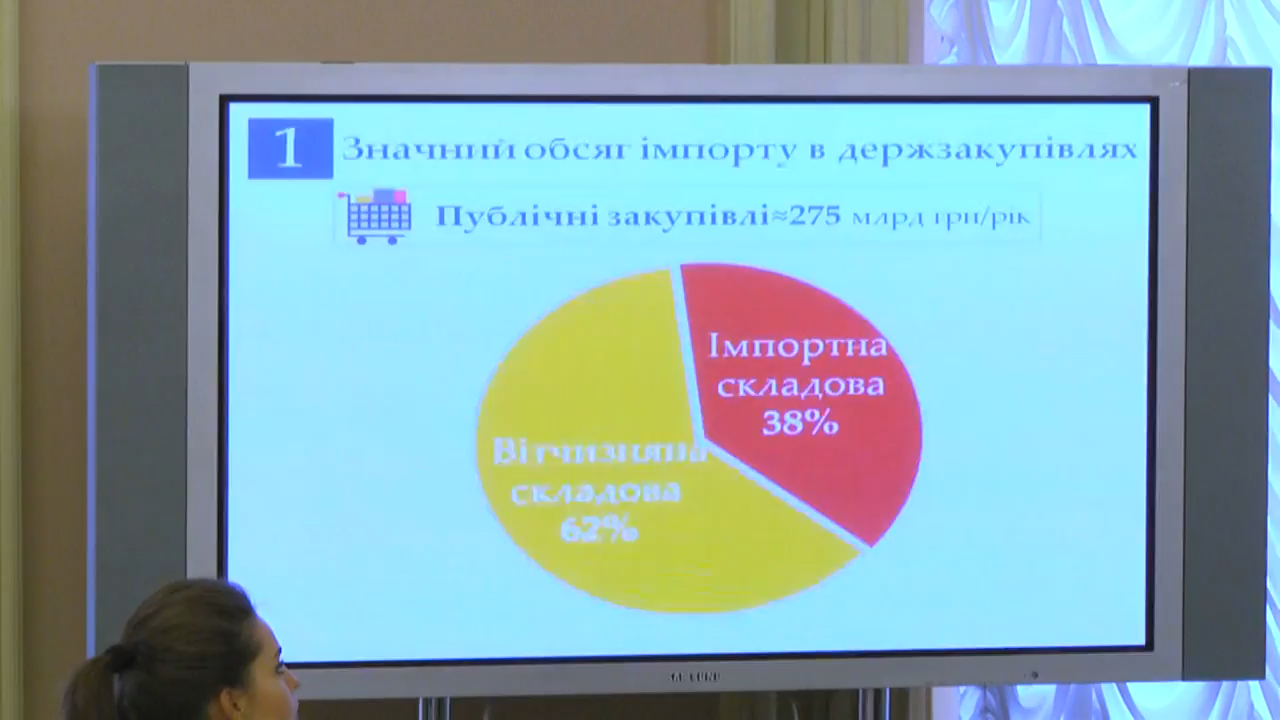 1 Значний обсяг імпорту в держзакупівлях
Публічні закупівлі≈275 млрд грн/рік
Імпортна
складова
38%
Вітчизняна
складова
62%